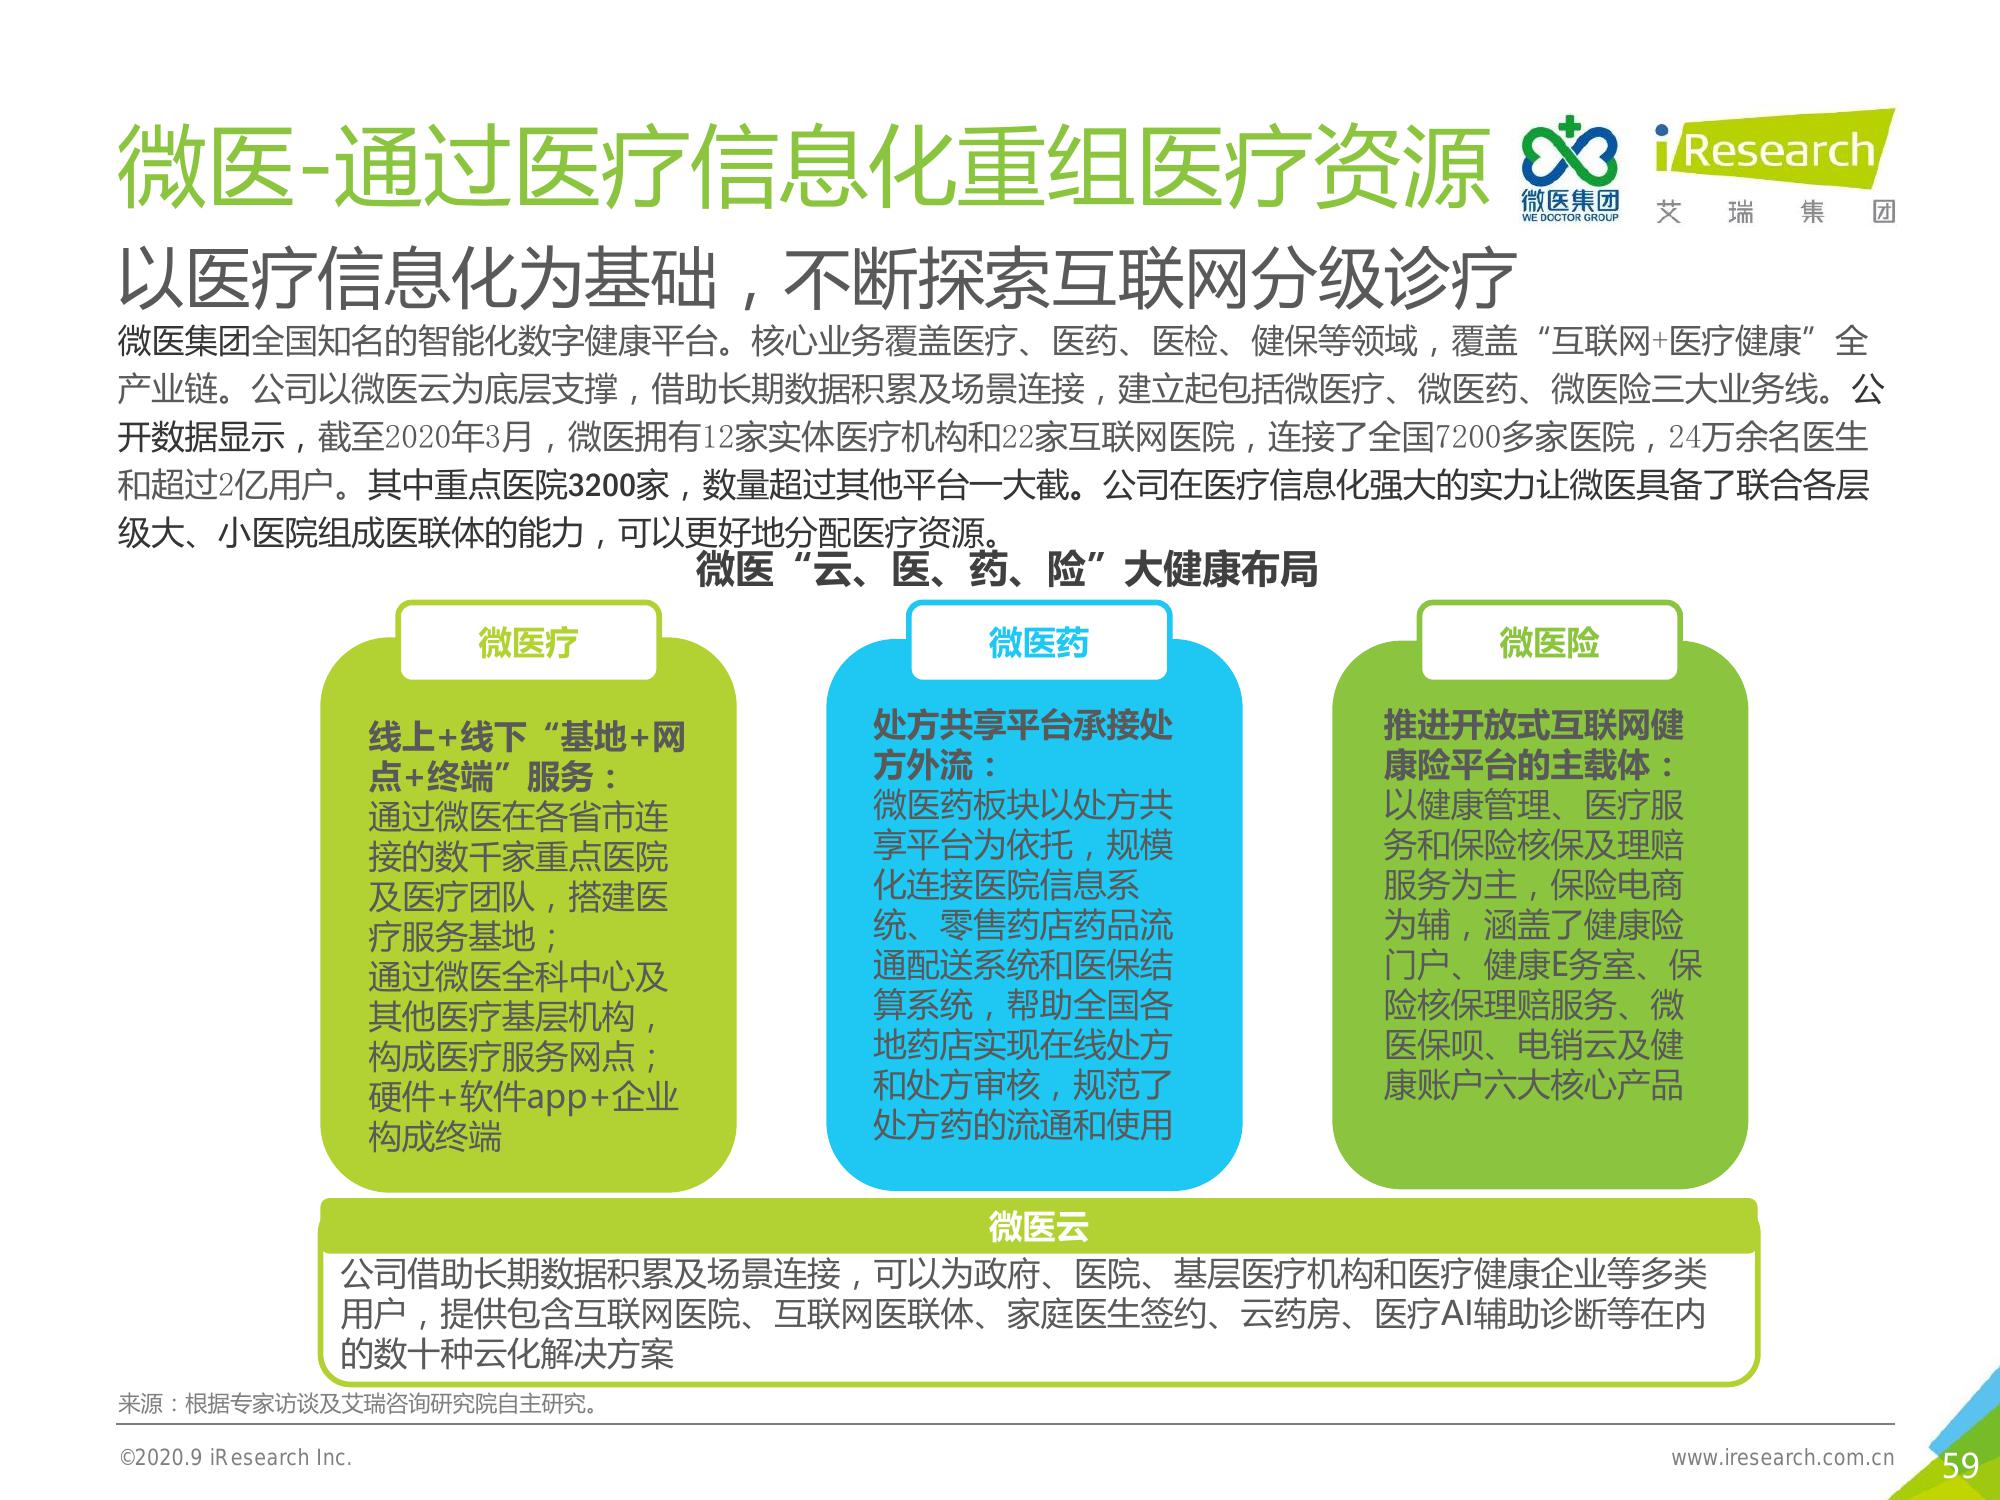 微医-通过医疗信息化重组医疗资源
微医集团
WE DOCTOR GROUP
iResearch
艾瑞集团
以医疗信息化为基础，不断探索互联网分级诊疗
微医集团全国知名的智能化数字健康平台。核心业务覆盖医疗、医药、医检、健保等领域，覆盖“互联网+医疗健康”全
产业链。公司以微医云为底层支撑，借助长期数据积累及场景连接，建立起包括微医疗、微医药、微医险三大业务线。公
开数据显示，截至2020年3月，微医拥有12家实体医疗机构和22家互联网医院，连接了全国7200多家医院，24万余名医生
和超过2亿用户。其中重点医院3200家，数量超过其他平台一大截。公司在医疗信息化强大的实力让微医具备了联合各层
级大、小医院组成医联体的能力，可以更好地分配医疗资源。
微医“云、医、药、险”大健康布局
微医疗
线上+线下“基地+网
点+终端”服务：
通过微医在各省市连
接的数千家重点医院
及医疗团队，搭建医
疗服务基地；
通过微医全科中心及
其他医疗基层机构，
构成医疗服务网点；
硬件+软件app+企业
构成终端
微医药
处方共享平台承接处
方外流：
微医药板块以处方共
享平台为依托，规模
化连接医院信息系
统、零售药店药品流
通配送系统和医保结
算系统，帮助全国各
地药店实现在线处方
和处方审核，规范了
处方药的流通和使用
微医险
推进开放式互联网健
康险平台的主载体：
以健康管理、医疗服
务和保险核保及理赔
服务为主，保险电商
为辅，涵盖了健康险
门户、健康E务室、保
险核保理赔服务、微
医保呗、电销云及健
康账户六大核心产品
微医云
公司借助长期数据积累及场景连接，可以为政府、医院、基层医疗机构和医疗健康企业等多类
用户，提供包含互联网医院、互联网医联体、家庭医生签约、云药房、医疗AI辅助诊断等在内
的数十种云化解决方案
来源：根据专家访谈及艾瑞咨询研究院自主研究。
©2020.9 iResearch Inc.
www.iresearch.com.cn
59